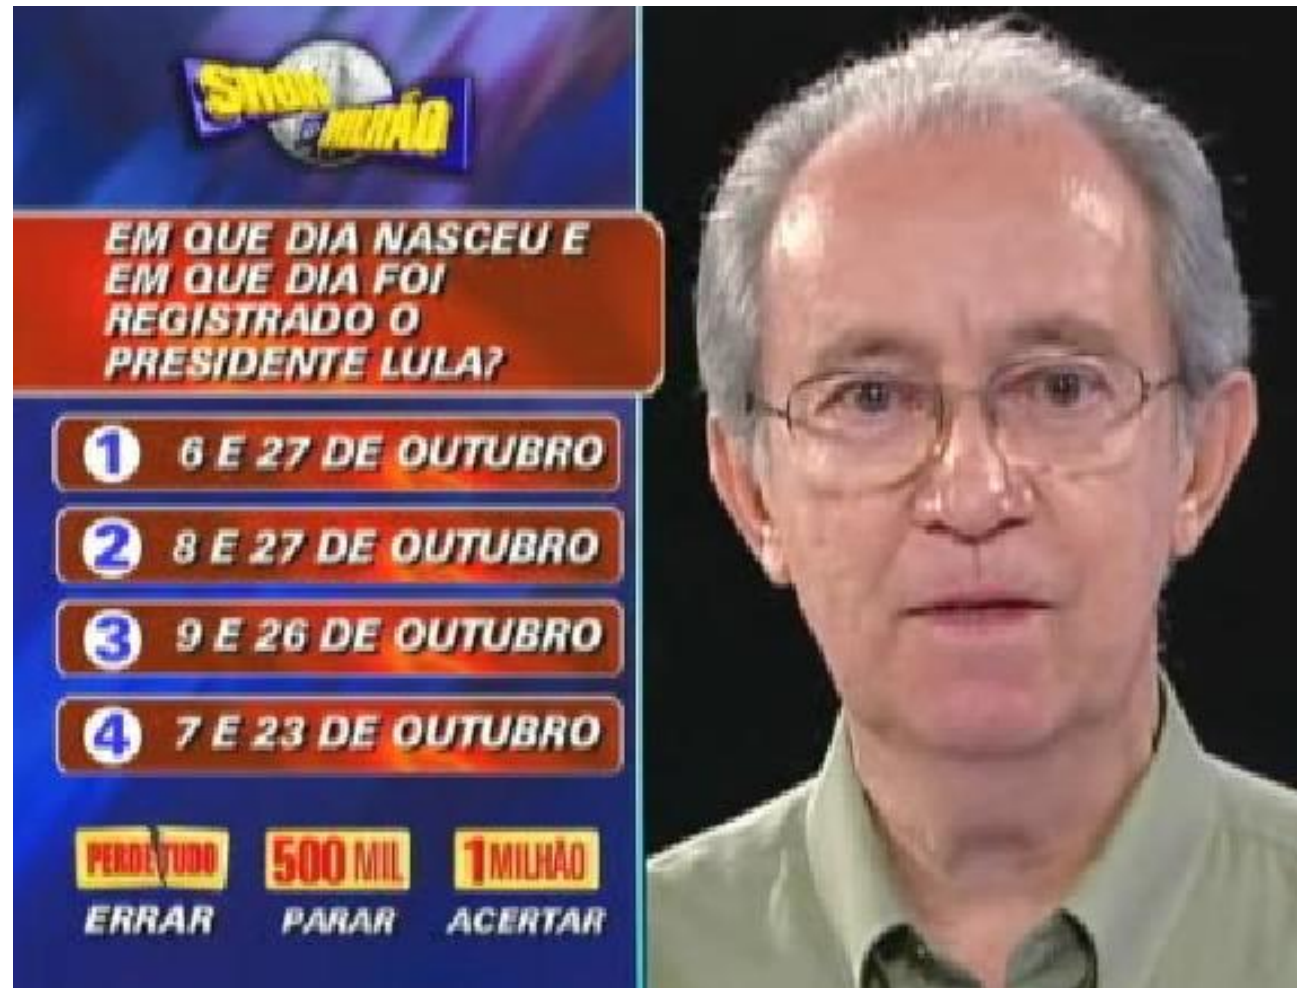 SHOW
DO MILHÃO
EM QUE DIA NASCEU E
EM QUE DIA FOI
REGISTRADO O
PRESIDENTE LULA?
1 6 E 27 DE OUTUBRO
2 8 E 27 DE OUTUBRO
3 9 E 26 DE OUTUBRO
4 7 E 23 DE OUTUBRO
PERDE TUDO 500 MIL 1 MILHÃO
ERRAR PARAR ACERTAR